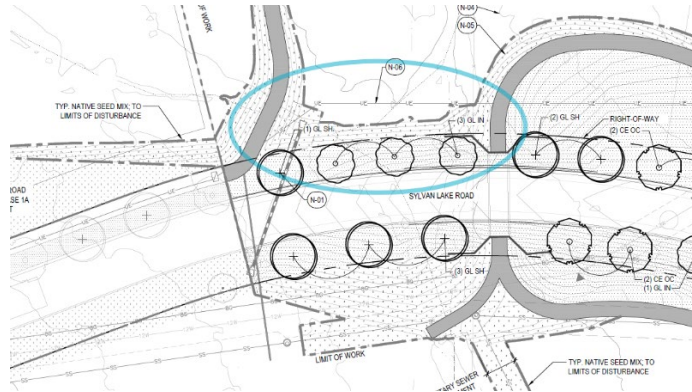 N-04
N-05
N-06
TYP. NATIVE SEED MIX; TO
LIMITS OF DISTURBANCE
(1) GL SH
(3) GL IN
(2) GL SH
RIGHT-OF-WAY
(2) CE OC
ROAD
SE 1A
N-01
SYLVAN LAKE ROAD
(3) GL SH
(2) CE OC
(1) GL IN
LIMIT OF WORK
TYP. NATIVE SEED MIX; TO
LIMITS OF DISTURBANCE
LIMIT OF WORK